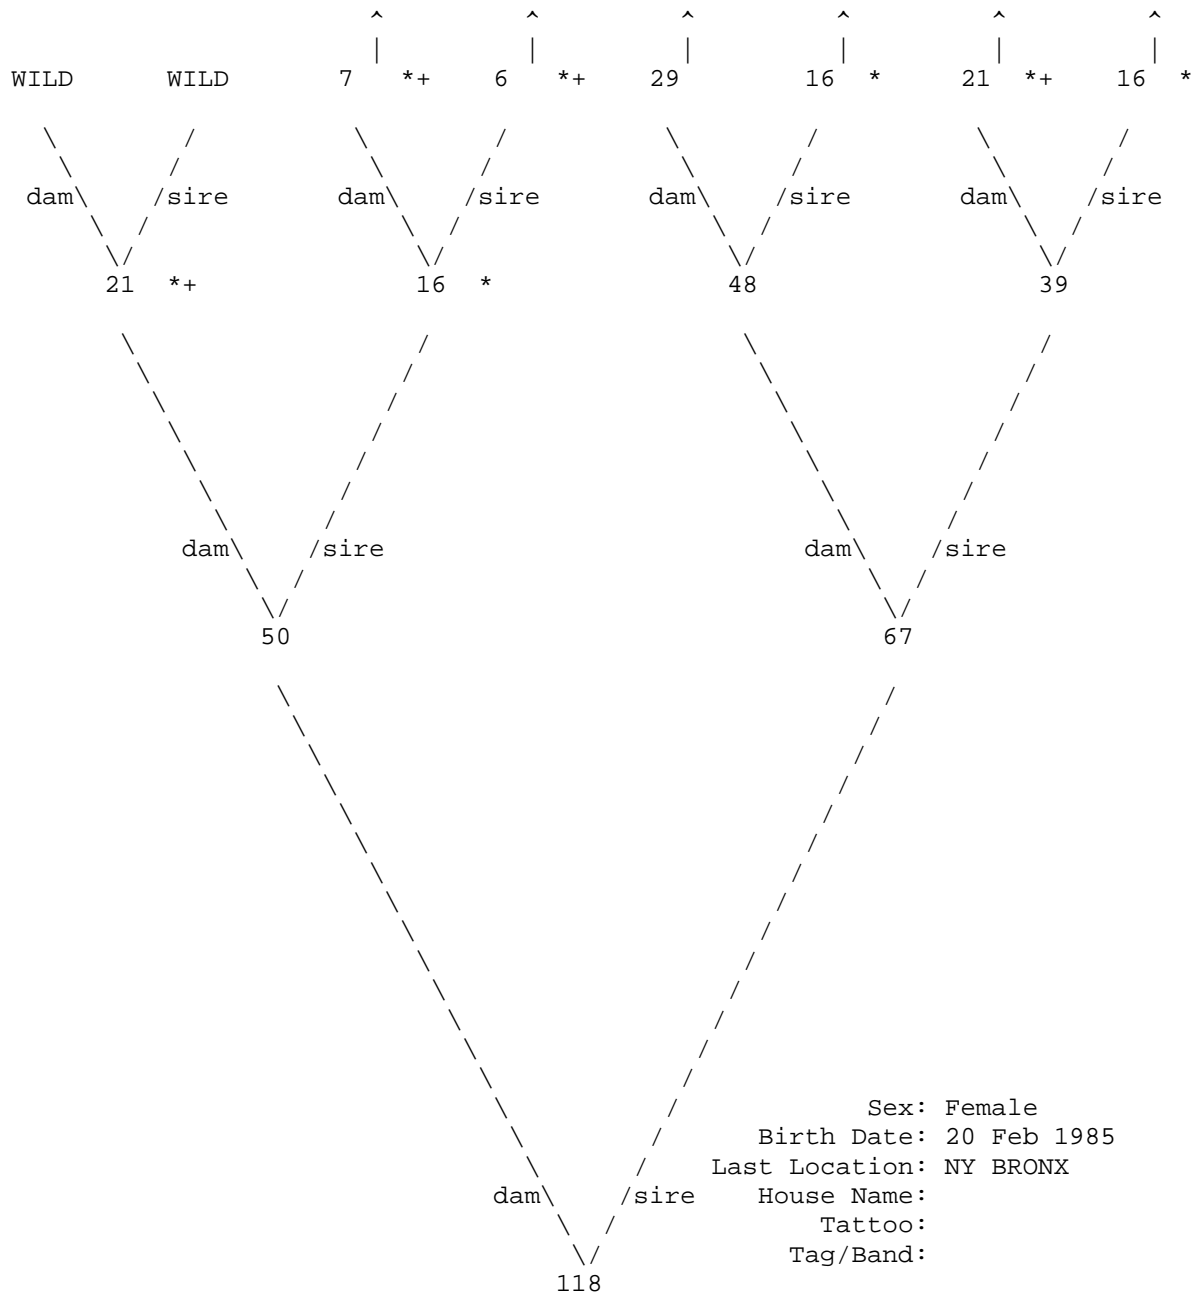 ^ ^ ^ ^ ^ ^
| | | | | |
WILD WILD 7 *+ 6 *+ 29 16 * 21 *+ 16 *
dam sire dam sire dam sire dam sire
21 *+ 16 * 48 39
dam sire dam sire
50 67
Sex: Female
Birth Date: 20 Feb 1985
Last Location: NY BRONX
dam sire House Name:
Tattoo:
Tag/Band:
118